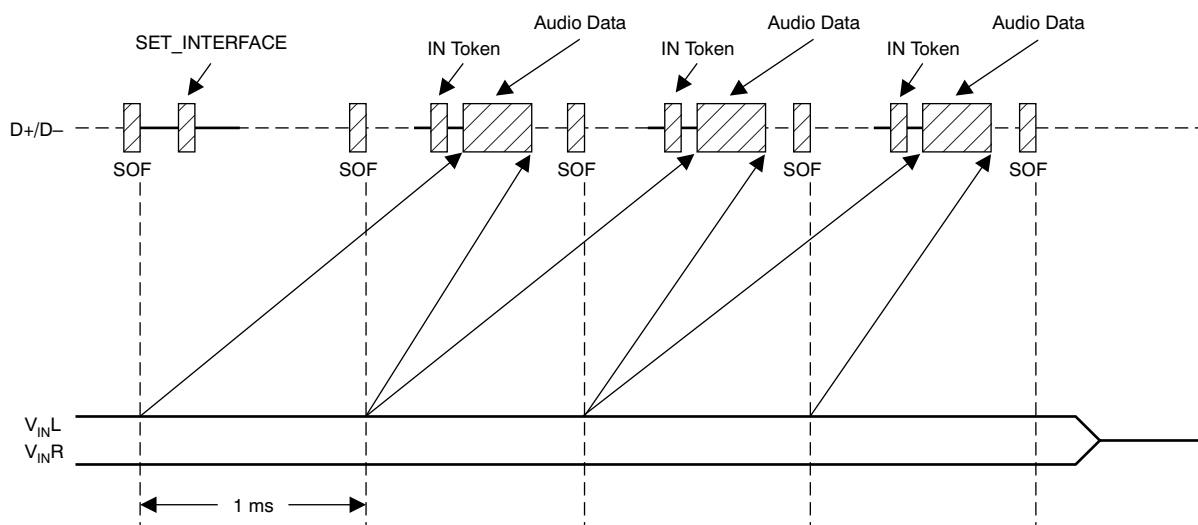 Audio Data
Audio Data
Audio Data
SET_INTERFACE
IN Token
IN Token
IN Token
D+/D–
SOF
SOF
SOF
SOF
SOF
VINL
VINR
1 ms